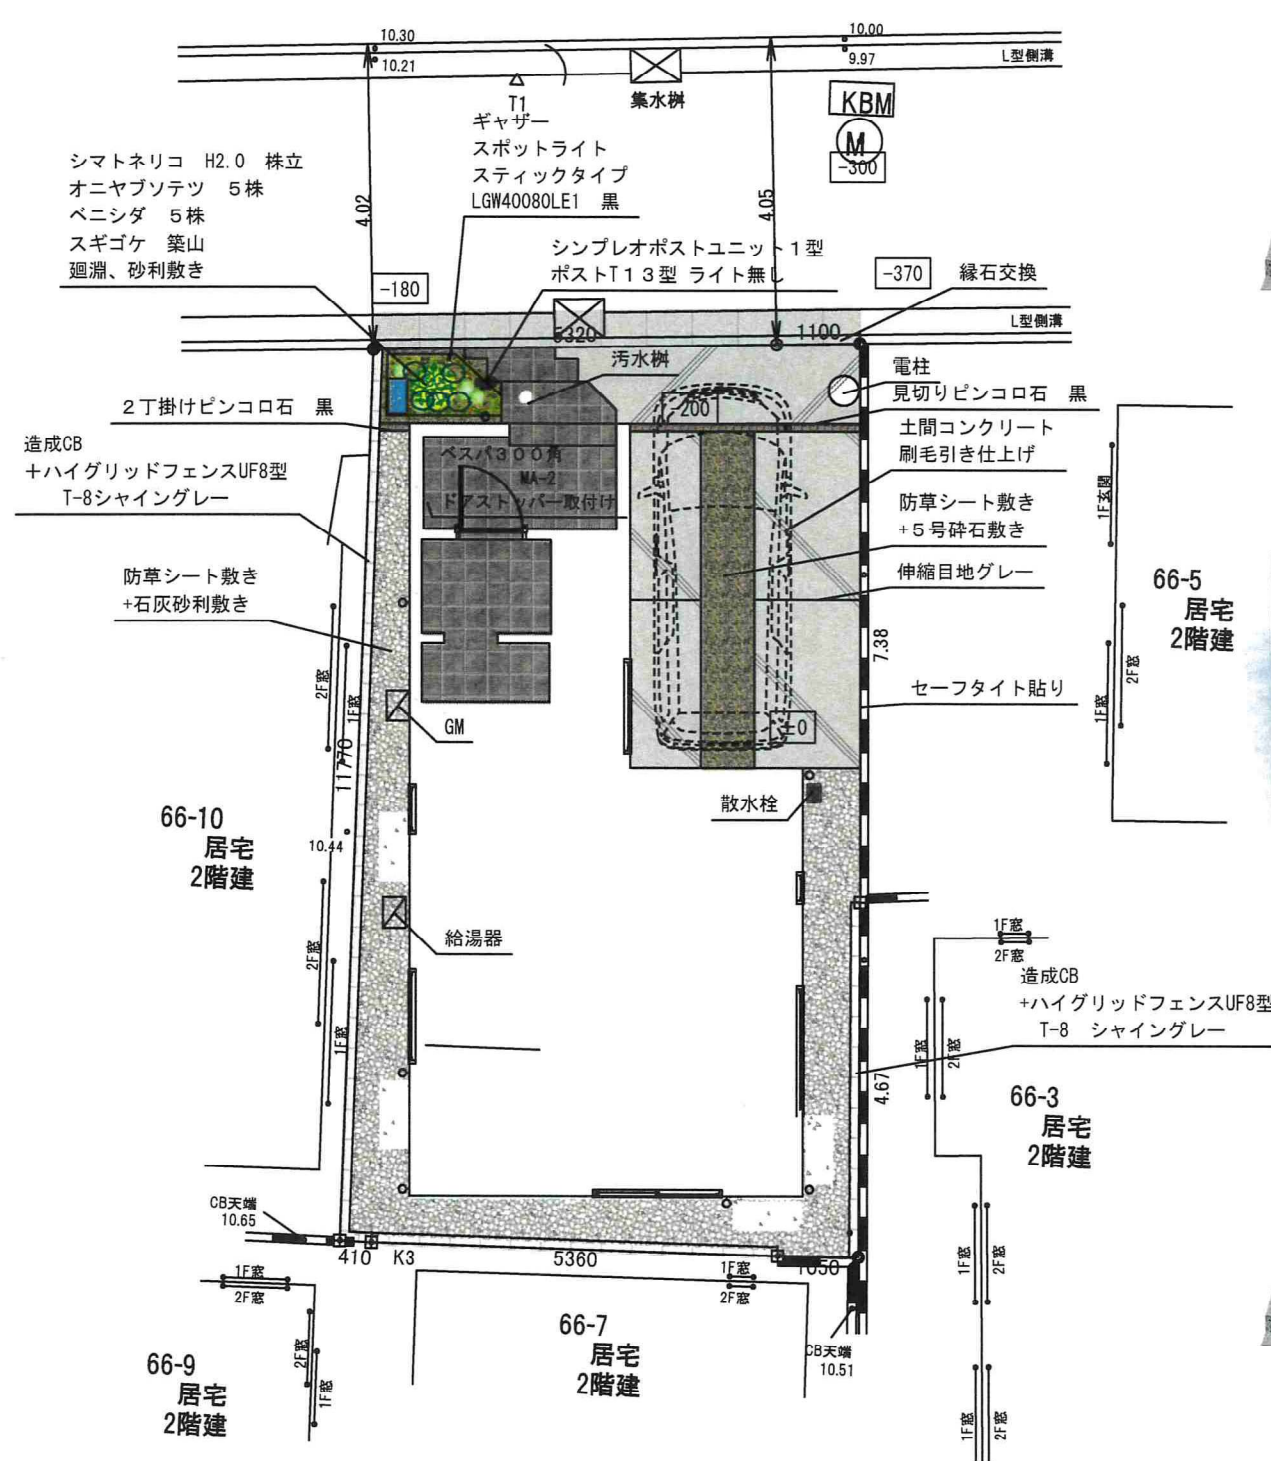 10.30
10.00
10.21
9.97
L型側溝
T1
集水桝
KBM
M
-300
ギャザー
スポットライト
スティックタイプ
LGW40080LE1 黒
シマトネリコ H2.0 株立
オニヤブソテツ 5株
ベニシダ 5株
スギゴケ 築山
廻淵、砂利敷き
4.02
4.05
シンプレオポストユニット1型
ポストT13型 ライト無し
-180
-370
縁石交換
L型側溝
5320
1100
汚水桝
電柱
見切りピンコロ石 黒
-200
2丁掛けピンコロ石 黒
土間コンクリート
刷毛引き仕上げ
造成CB
+ハイグリッドフェンスUF8型
T-8シャイングレー
ベスパ300角
MA-2
ドアストッパー取付け
防草シート敷き
+5号砕石敷き
1F玄関
伸縮目地グレー
防草シート敷き
+石灰砂利敷き
66-5
居宅
2階建
7.38
2F窓
1F窓
2F窓
1F窓
セーフタイト貼り
GM
±0
11770
散水栓
66-10
居宅
2階建
10.44
給湯器
2F窓
1F窓
1F窓
2F窓
造成CB
+ハイグリッドフェンスUF8型
T-8 シャイングレー
1F窓
2F窓
4.67
66-3
居宅
2階建
CB天端
10.65
410
K3
5360
1050
1F窓
2F窓
1F窓
2F窓
1F窓
2F窓
66-7
居宅
2階建
CB天端
10.51
66-9
居宅
2階建
2F窓
1F窓
1F窓
2F窓